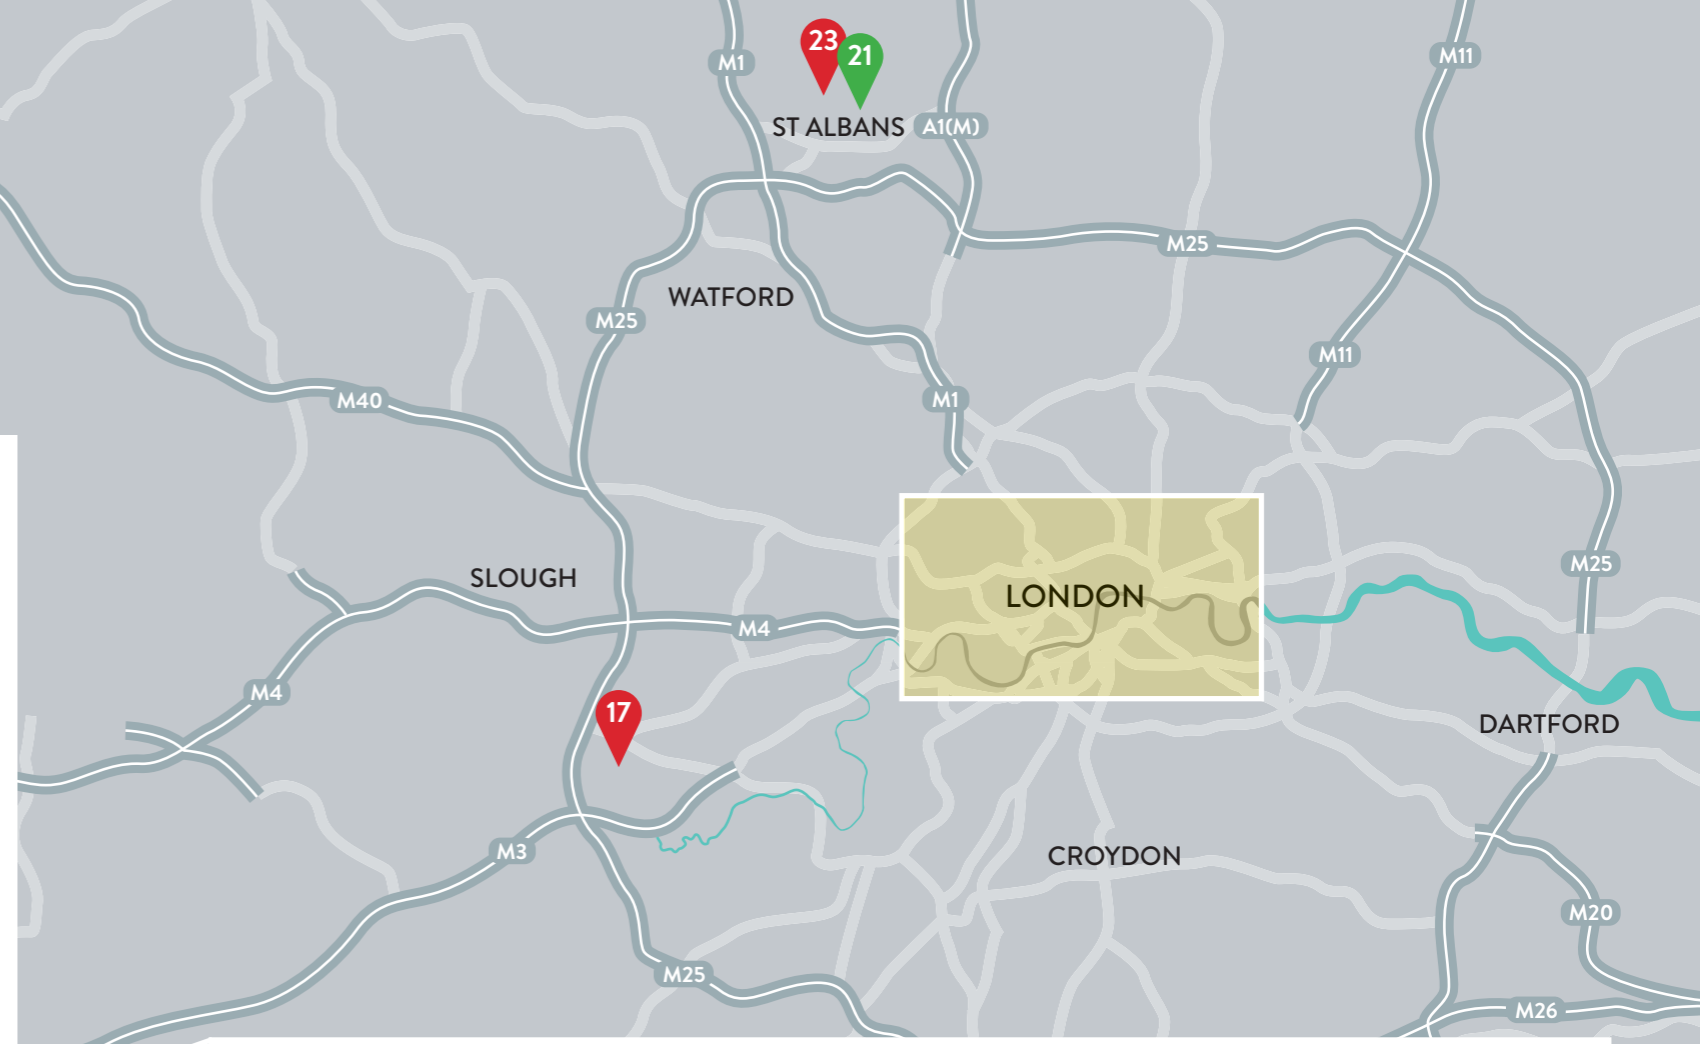 23
21
M1
M11
ST ALBANS
A1(M)
M25
WATFORD
M25
M11
M40
M1
M25
SLOUGH
LONDON
M4
M4
17
DARTFORD
M3
CROYDON
M20
M25
M26